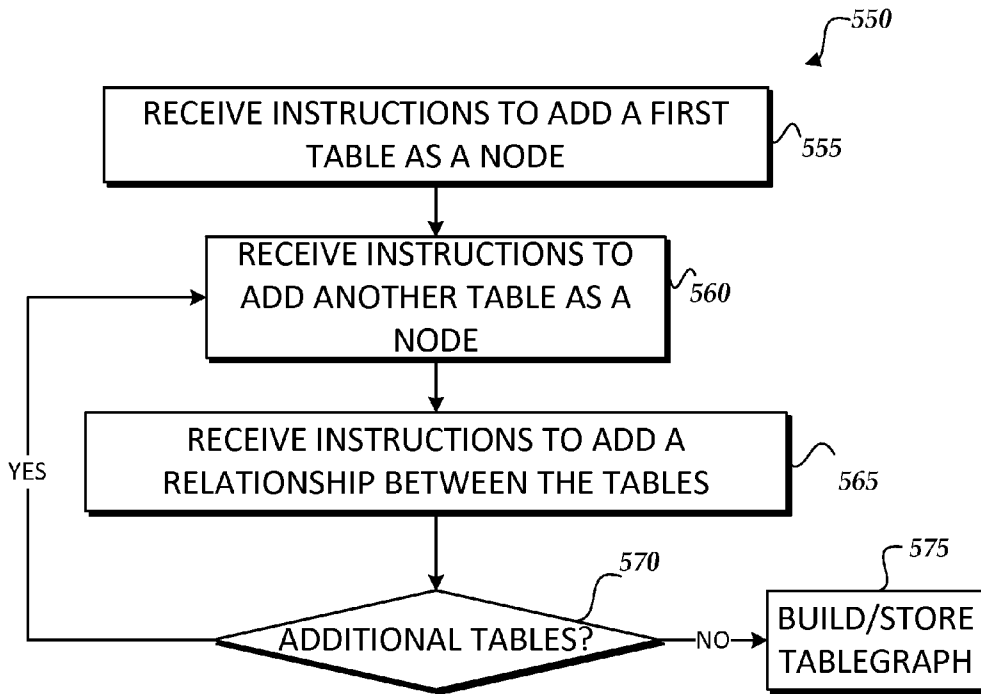 550
RECEIVE INSTRUCTIONS TO ADD A FIRST
TABLE AS A NODE
555
RECEIVE INSTRUCTIONS TO
ADD ANOTHER TABLE AS A
NODE
560
RECEIVE INSTRUCTIONS TO ADD A
RELATIONSHIP BETWEEN THE TABLES
565
YES
570
ADDITIONAL TABLES?
NO
575
BUILD/STORE
TABLEGRAPH